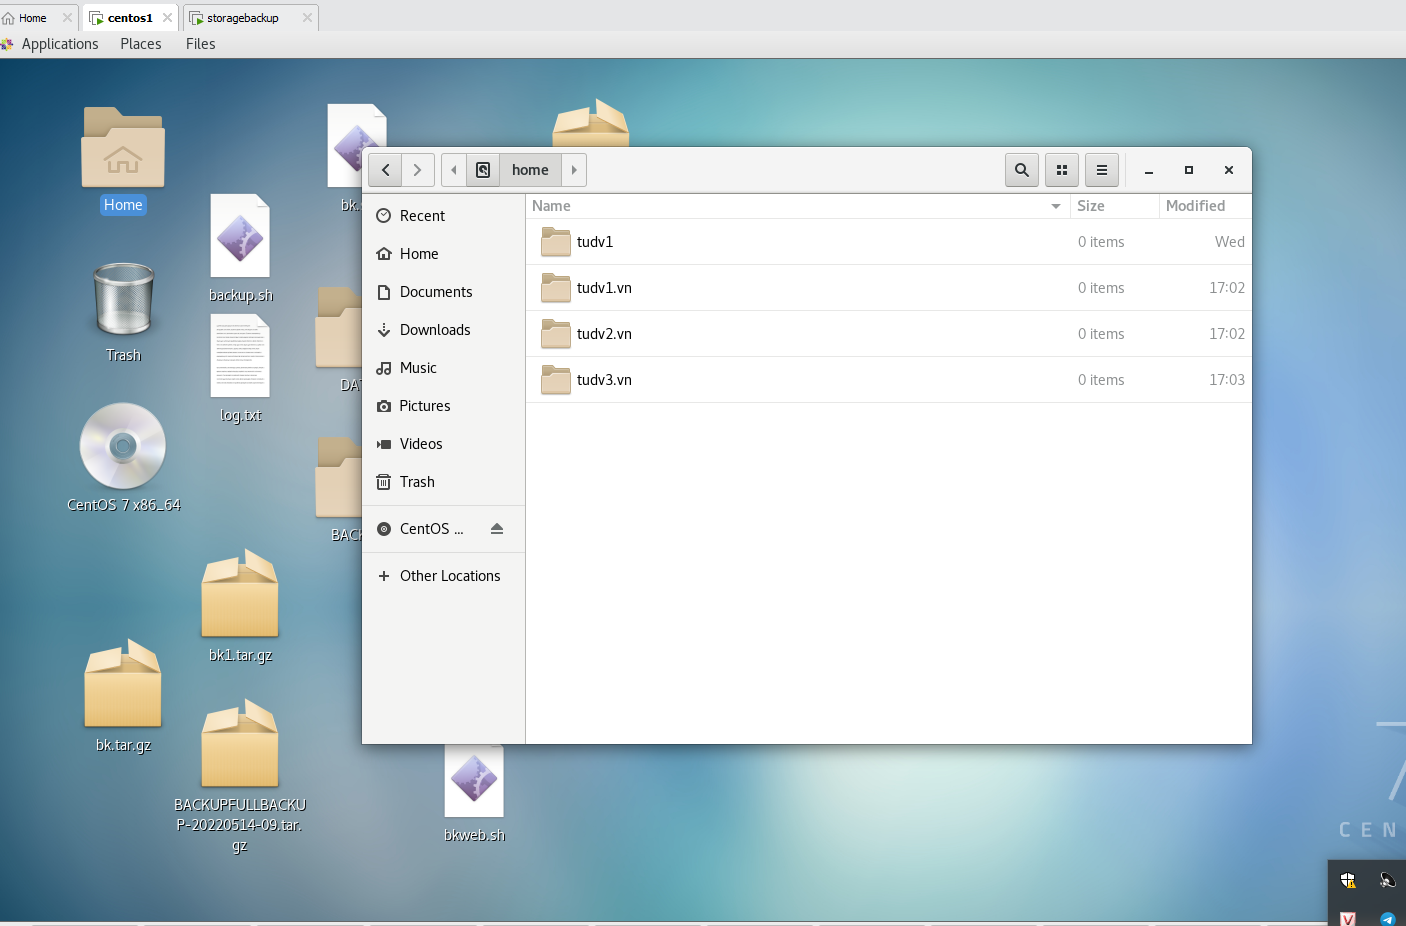 Home
centos1
storagebackup
Applications Places Files
Home
bk.
backup.sh
Trash
log.txt
DA
CentOS 7 x86_64
BACK
bk1.tar.gz
bk.tar.gz
BACKUPFULLBACKU
P-20220514-09.tar.
gz
bkweb.sh
home
Recent
Home
Documents
Downloads
Music
Pictures
Videos
Trash
CentOS ...
Other Locations
Name Size Modified
tudv1 0 items Wed
tudv1.vn 0 items 17:02
tudv2.vn 0 items 17:02
tudv3.vn 0 items 17:03
7
CEN
V